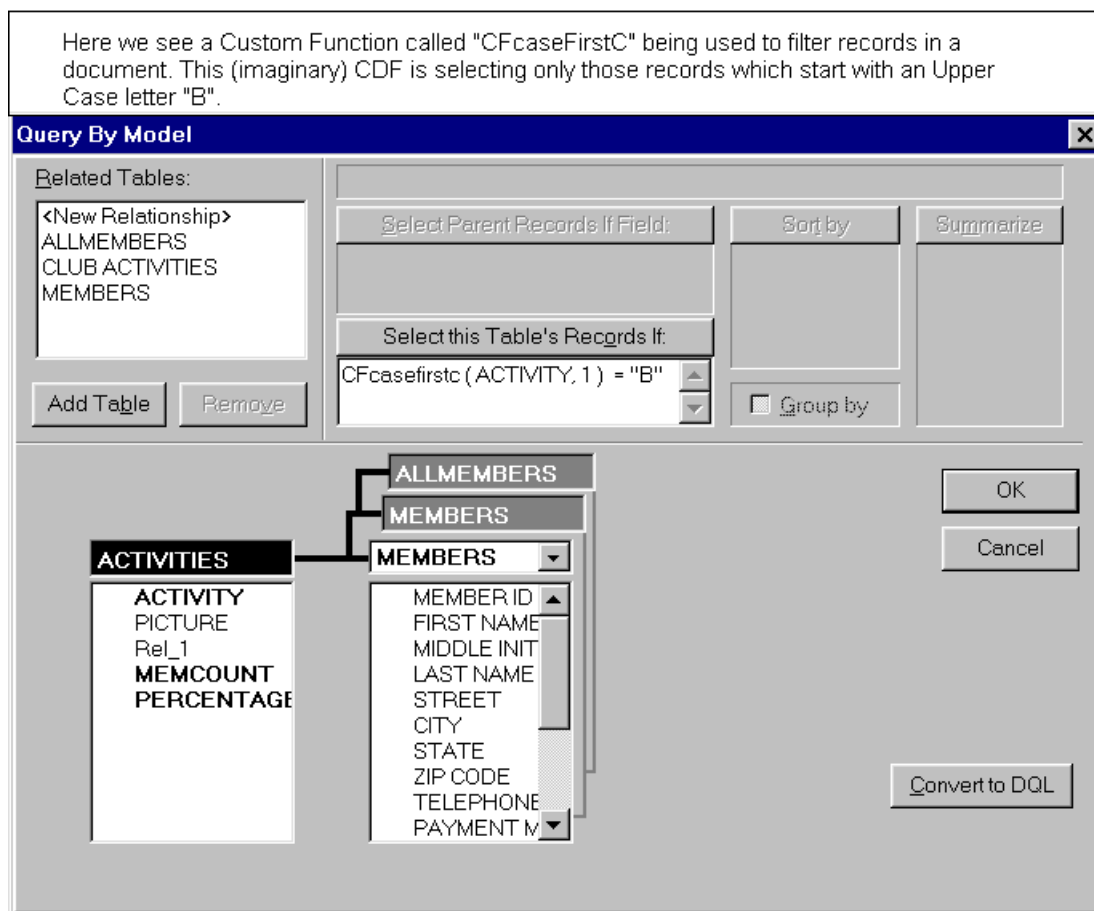 Here we see a Custom Function called "CFcaseFirstC" being used to filter records in a
document. This (imaginary) CDF is selecting only those records which start with an Upper
Case letter "B".
Query By Model
Related Tables:
<New Relationship>
ALLMEMBERS
CLUB ACTIVITIES
MEMBERS
Add Table
Remove
Select Parent Records If Field:
Sort by
Summarize
Select this Table's Records If:
CFcasefirstc ( ACTIVITY, 1 ) = "B"
Group by
ALLMEMBERS
MEMBERS
ACTIVITIES
MEMBERS
ACTIVITY
PICTURE
Rel_1
MEMCOUNT
PERCENTAGE
MEMBER ID
FIRST NAME
MIDDLE INIT
LAST NAME
STREET
CITY
STATE
ZIP CODE
TELEPHONE
PAYMENT M
OK
Cancel
Convert to DQL